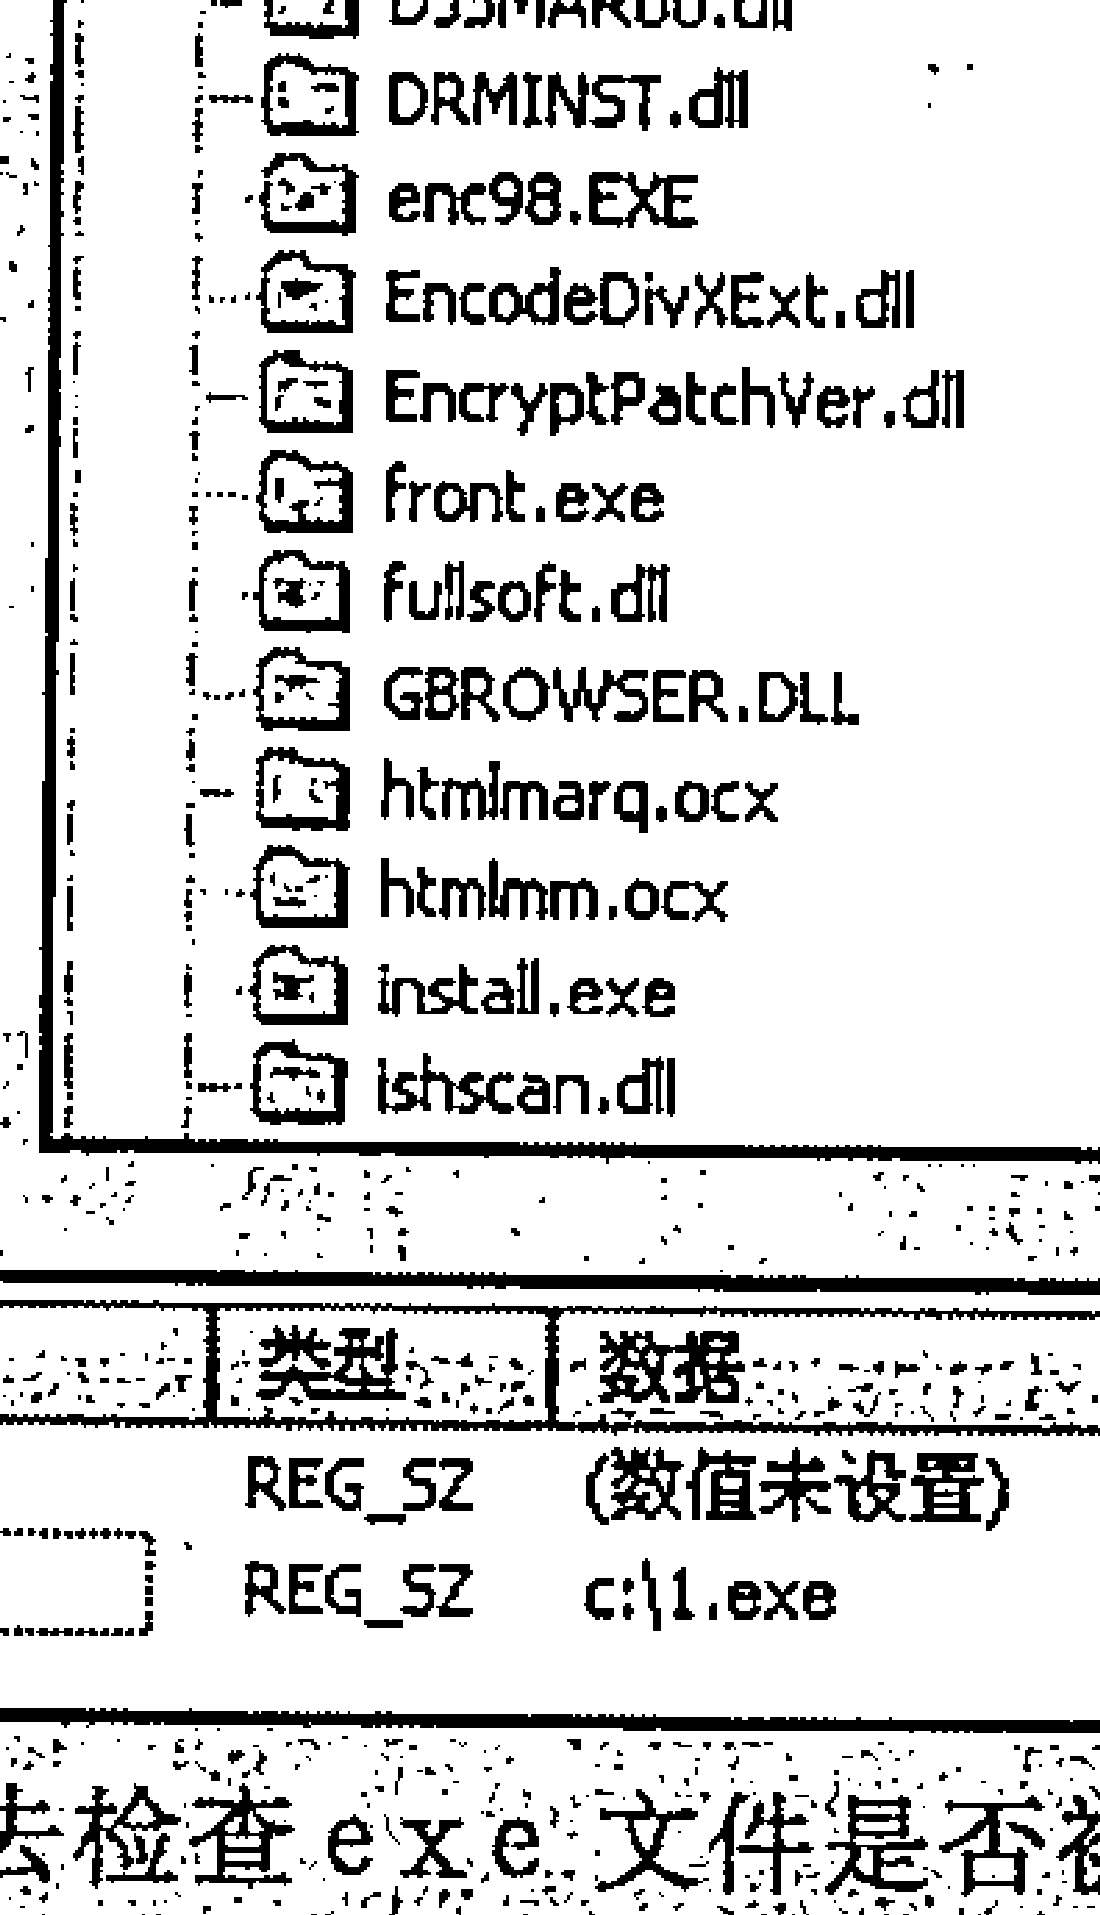 DRMINST.dll
enc98.EXE
EncodeDivXExt.dll
EncryptPatchVer.dll
front.exe
fullsoft.dll
GBROWSER.DLL
htmlmarq.ocx
htmlmm.ocx
install.exe
ishscan.dll
类型 数据
REG_SZ (数值未设置)
REG_SZ c:\1.exe
去检查exe文件是否被